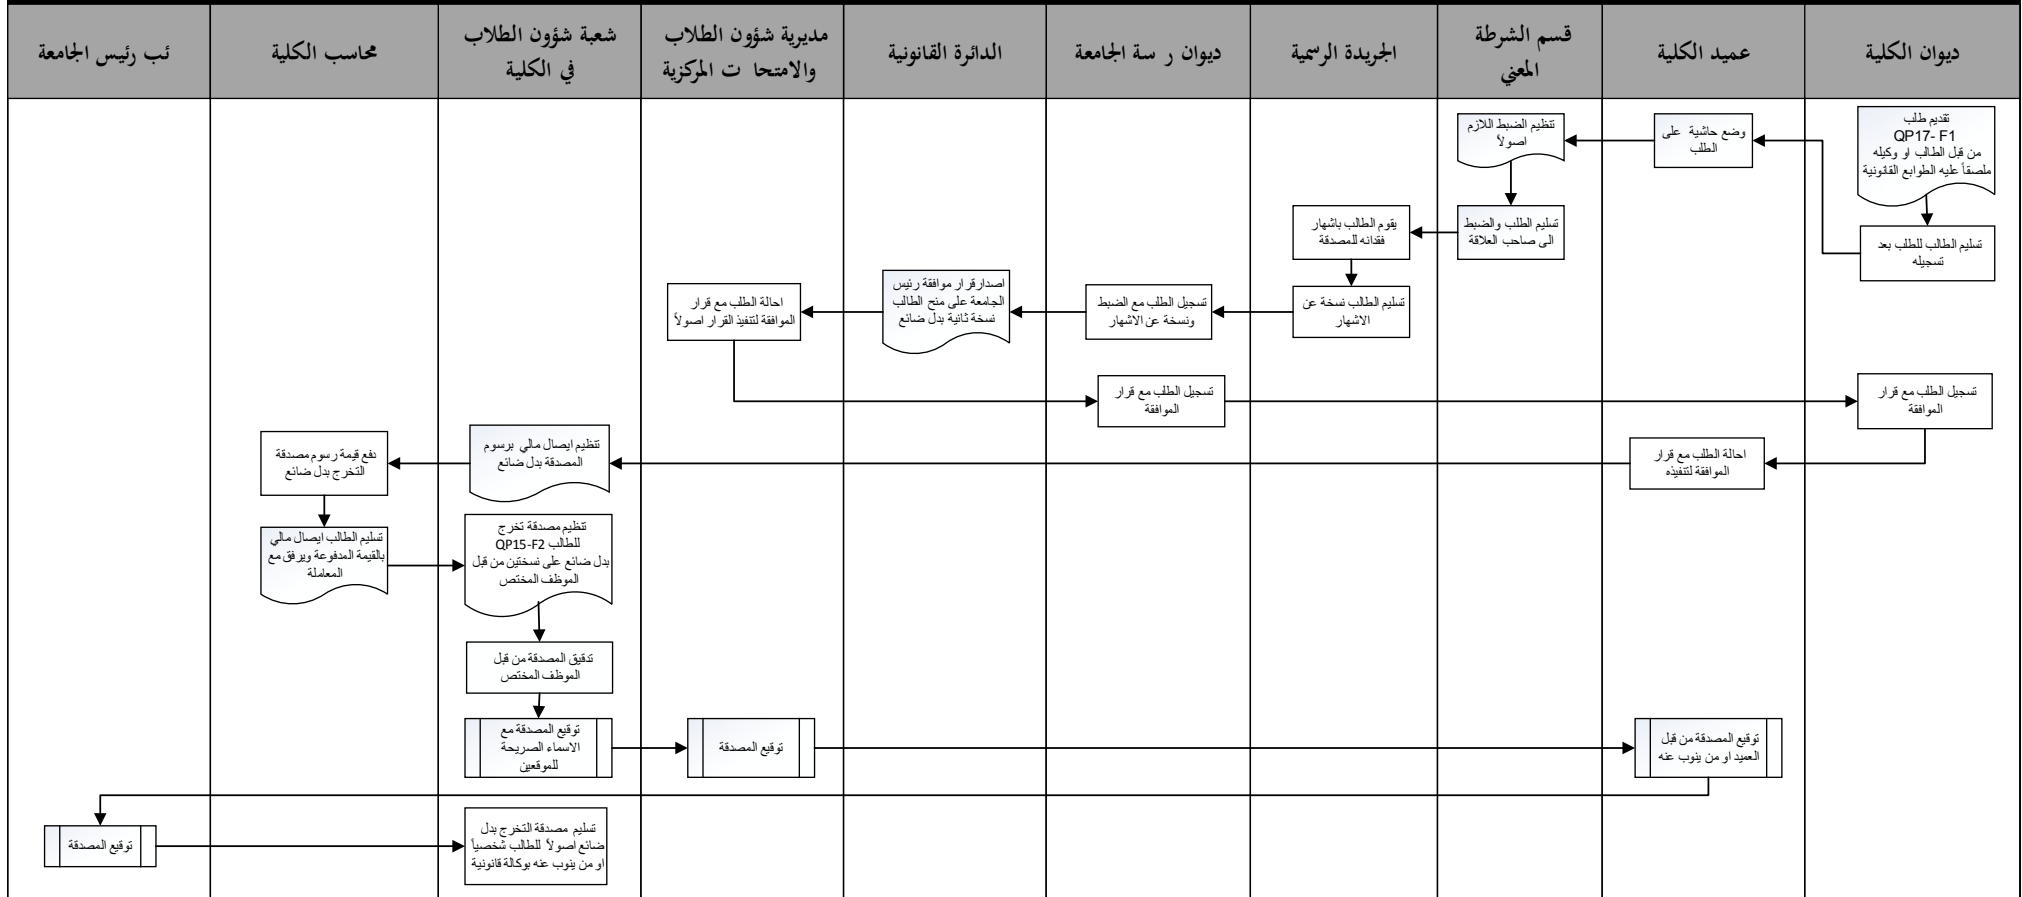 ديوان الكلية
عميد الكلية
قسم الشرطة
المعني
الجريدة الرسمية
ديوان ر سة الجامعة
الدائرة القانونية
مديرية شؤون الطلاب
والامتحا ت المركزية
شعبة شؤون الطلاب
في الكلية
محاسب الكلية
ئب رئيس الجامعة
تقديم طلب
QP17- F1
من قبل الطالب او وكيله
ملصقاً عليه الطوابع القانونية
وضع حاشية على
الطلب
تنظيم الضبط اللازم
اصولاً
تسليم الطالب للطلب بعد
تسجيله
تسليم الطلب والضبط
الى صاحب العلاقة
يقوم الطالب باشهار
فقدانه للمصدقة
تسليم الطالب نسخة عن
الاشهار
تسجيل الطلب مع الضبط
ونسخة عن الاشهار
اصدارقرار موافقة رئيس
الجامعة على منح الطالب
نسخة ثانية بدل ضائع
احالة الطلب مع قرار
الموافقة لتنفيذ القرار اصولاً
تسجيل الطلب مع قرار
الموافقة
تسجيل الطلب مع قرار
الموافقة
احالة الطلب مع قرار
الموافقة لتنفيذه
تنظيم ايصال مالي برسوم
المصدقة بدل ضائع
دفع قيمة رسوم مصدقة
التخرج بدل ضائع
تسليم الطالب ايصال مالي
بالقيمة المدفوعة ويرفق مع
المعاملة
تنظيم مصدقة تخرج
للطالب QP15-F2
بدل ضائع على نسختين من قبل
الموظف المختص
تدقيق المصدقة من قبل
الموظف المختص
توقيع المصدقة مع
الاسماء الصريحة
للموقعين
توقيع المصدقة
توقيع المصدقة من قبل
العميد او من ينوب عنه
توقيع المصدقة
تسليم مصدقة التخرج بدل
ضائع اصولاً للطالب شخصياً
او من ينوب عنه بوكالة قانونية